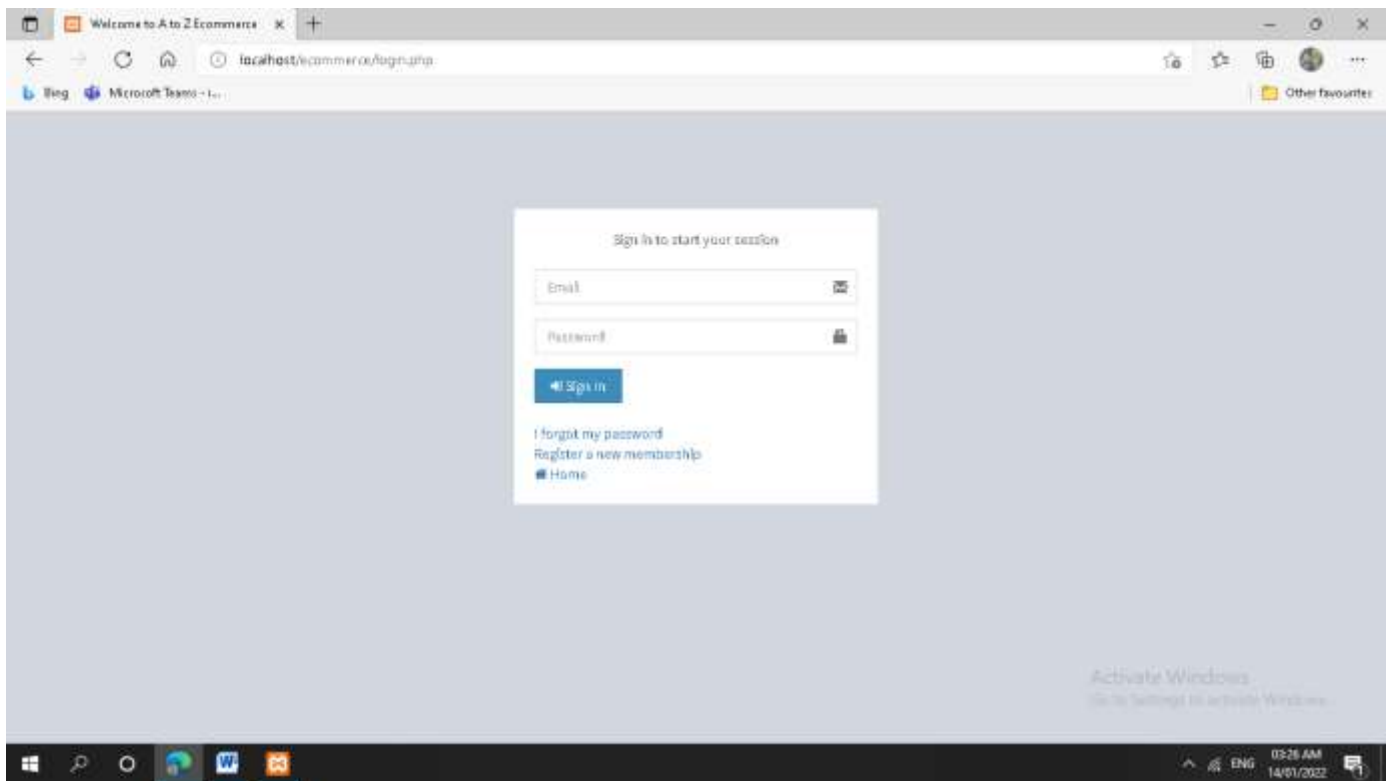 Welcome to A to Z Ecommerce
localhost/ecommerce/login.php
Bing
Microsoft Teams - i...
Other favourites
Sign in to start your session
Email
Password
Sign In
I forgot my password
Register a new membership
Home
Activate Windows
Go to Settings to activate Windows.
ENG
03:26 AM
14/01/2022